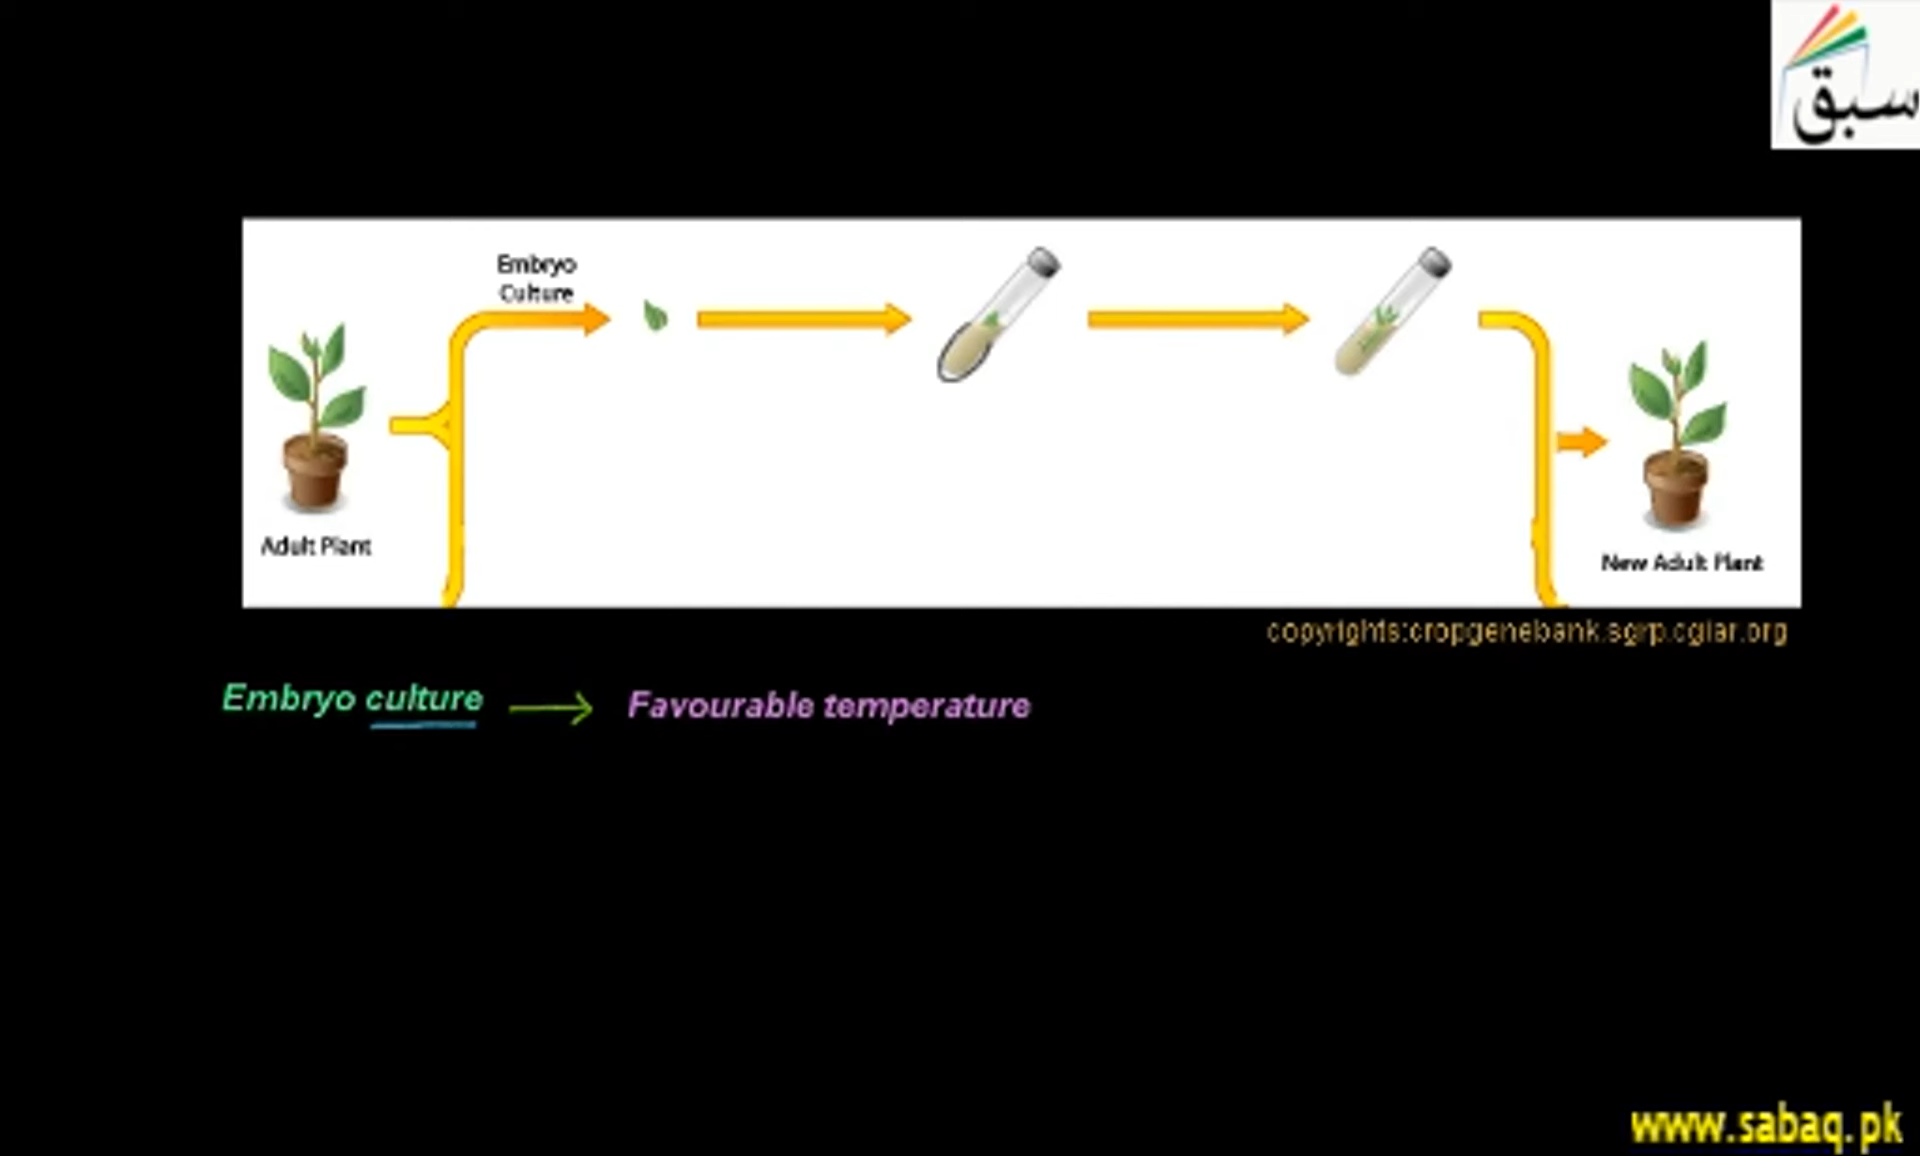 سبق
Embryo
Culture
Adult Plant
New Adult Plant
copyrights:cropgenebank.sgrp.cgiar.org
Embryo culture → Favourable temperature
www.sabaq.pk